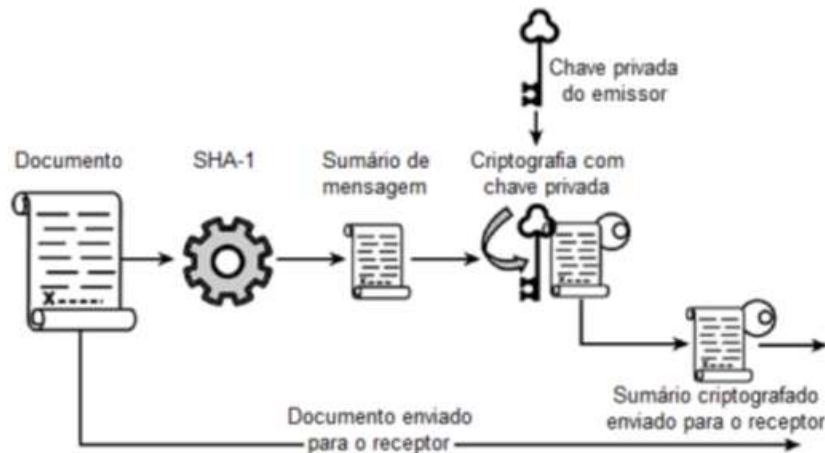 Chave privada
do emissor
Documento
SHA-1
Sumário de
mensagem
Criptografia com
chave privada
X
X
X
X
Sumário criptografado
enviado para o receptor
Documento enviado
para o receptor